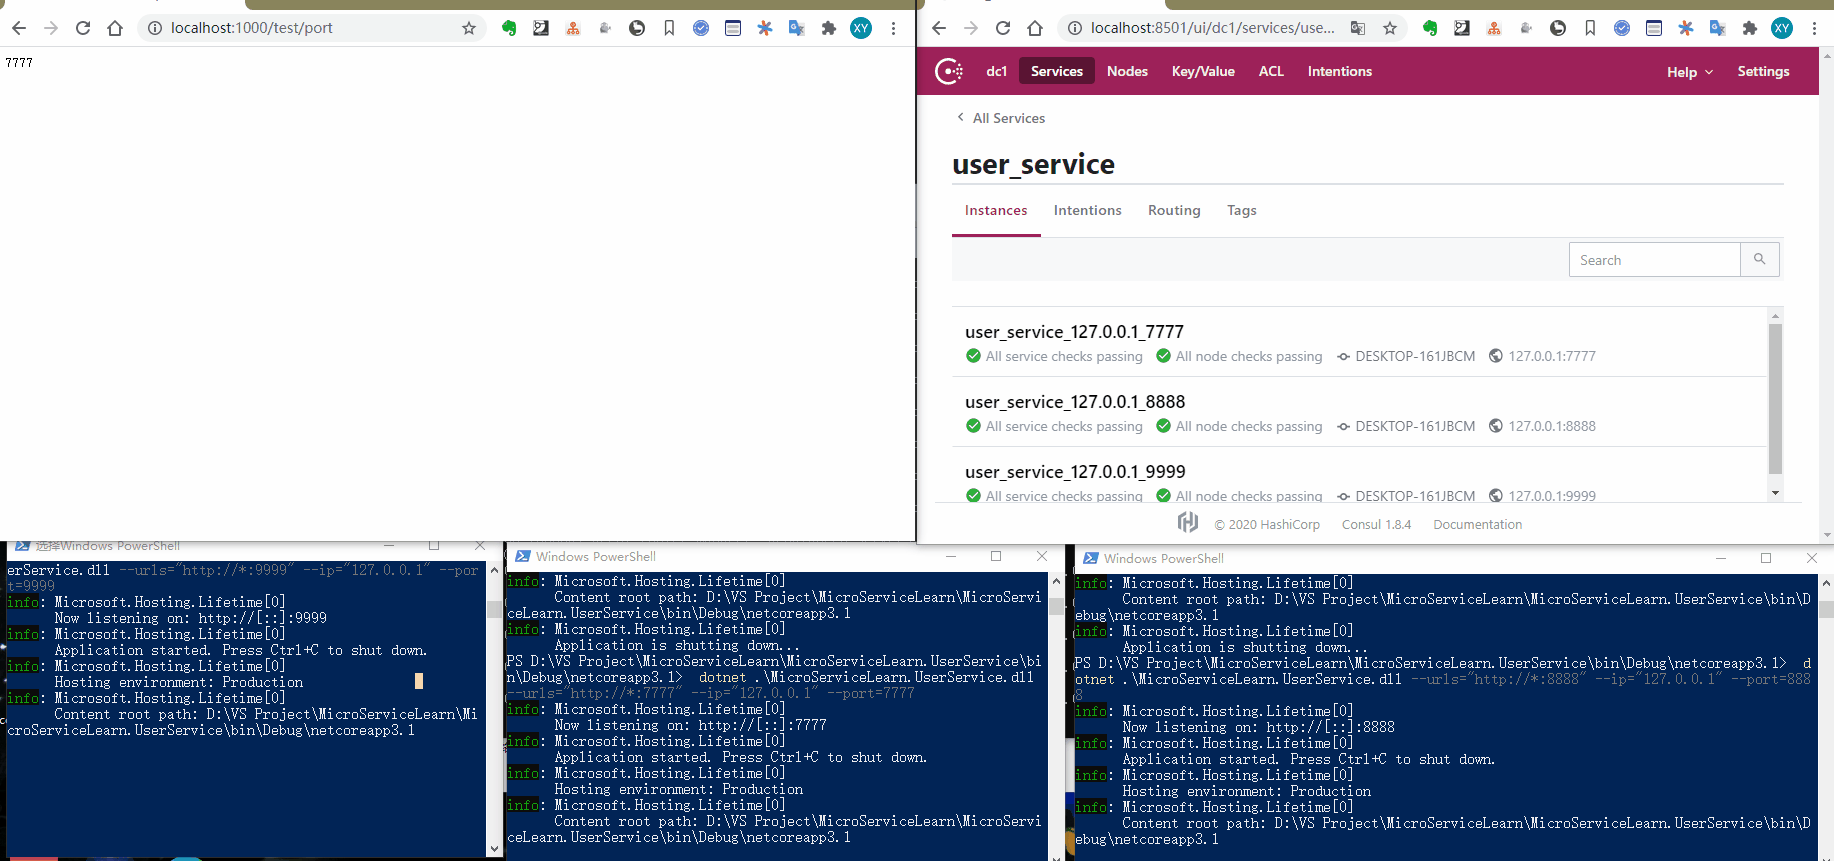 localhost:1000/test/port
XY
7777
localhost:8501/ui/dc1/services/use...
XY
dc1
Services
Nodes
Key/Value
ACL
Intentions
Help
Settings
All Services
user_service
Instances
Intentions
Routing
Tags
Search
user_service_127.0.0.1_7777
All service checks passing
All node checks passing
DESKTOP-161JBCM
127.0.0.1:7777
user_service_127.0.0.1_8888
All service checks passing
All node checks passing
DESKTOP-161JBCM
127.0.0.1:8888
user_service_127.0.0.1_9999
All service checks passing
All node checks passing
DESKTOP-161JBCM
127.0.0.1:9999
© 2020 HashiCorp
Consul 1.8.4
Documentation
选择Windows PowerShell
erService.dll --urls="http://*:9999" --ip="127.0.0.1" --por
t=9999
info: Microsoft.Hosting.Lifetime[0]
Now listening on: http://[::]:9999
info: Microsoft.Hosting.Lifetime[0]
Application started. Press Ctrl+C to shut down.
info: Microsoft.Hosting.Lifetime[0]
Hosting environment: Production
info: Microsoft.Hosting.Lifetime[0]
Content root path: D:\VS Project\MicroServiceLearn\Mi
croServiceLearn.UserService\bin\Debug\netcoreapp3.1
Windows PowerShell
info: Microsoft.Hosting.Lifetime[0]
Content root path: D:\VS Project\MicroServiceLearn\MicroServi
ceLearn.UserService\bin\Debug\netcoreapp3.1
info: Microsoft.Hosting.Lifetime[0]
Application is shutting down...
PS D:\VS Project\MicroServiceLearn\MicroServiceLearn.UserService\bi
n\Debug\netcoreapp3.1> dotnet .\MicroServiceLearn.UserService.dll
--urls="http://*:7777" --ip="127.0.0.1" --port=7777
info: Microsoft.Hosting.Lifetime[0]
Now listening on: http://[::]:7777
info: Microsoft.Hosting.Lifetime[0]
Application started. Press Ctrl+C to shut down.
info: Microsoft.Hosting.Lifetime[0]
Hosting environment: Production
info: Microsoft.Hosting.Lifetime[0]
Content root path: D:\VS Project\MicroServiceLearn\MicroServi
ceLearn.UserService\bin\Debug\netcoreapp3.1
Windows PowerShell
info: Microsoft.Hosting.Lifetime[0]
Content root path: D:\VS Project\MicroServiceLearn\MicroServiceLearn.UserService\bin\D
ebug\netcoreapp3.1
info: Microsoft.Hosting.Lifetime[0]
Application is shutting down...
PS D:\VS Project\MicroServiceLearn\MicroServiceLearn.UserService\bin\Debug\netcoreapp3.1> d
otnet .\MicroServiceLearn.UserService.dll --urls="http://*:8888" --ip="127.0.0.1" --port=888
8
info: Microsoft.Hosting.Lifetime[0]
Now listening on: http://[::]:8888
info: Microsoft.Hosting.Lifetime[0]
Application started. Press Ctrl+C to shut down.
info: Microsoft.Hosting.Lifetime[0]
Hosting environment: Production
info: Microsoft.Hosting.Lifetime[0]
Content root path: D:\VS Project\MicroServiceLearn\MicroServiceLearn.UserService\bin\D
ebug\netcoreapp3.1